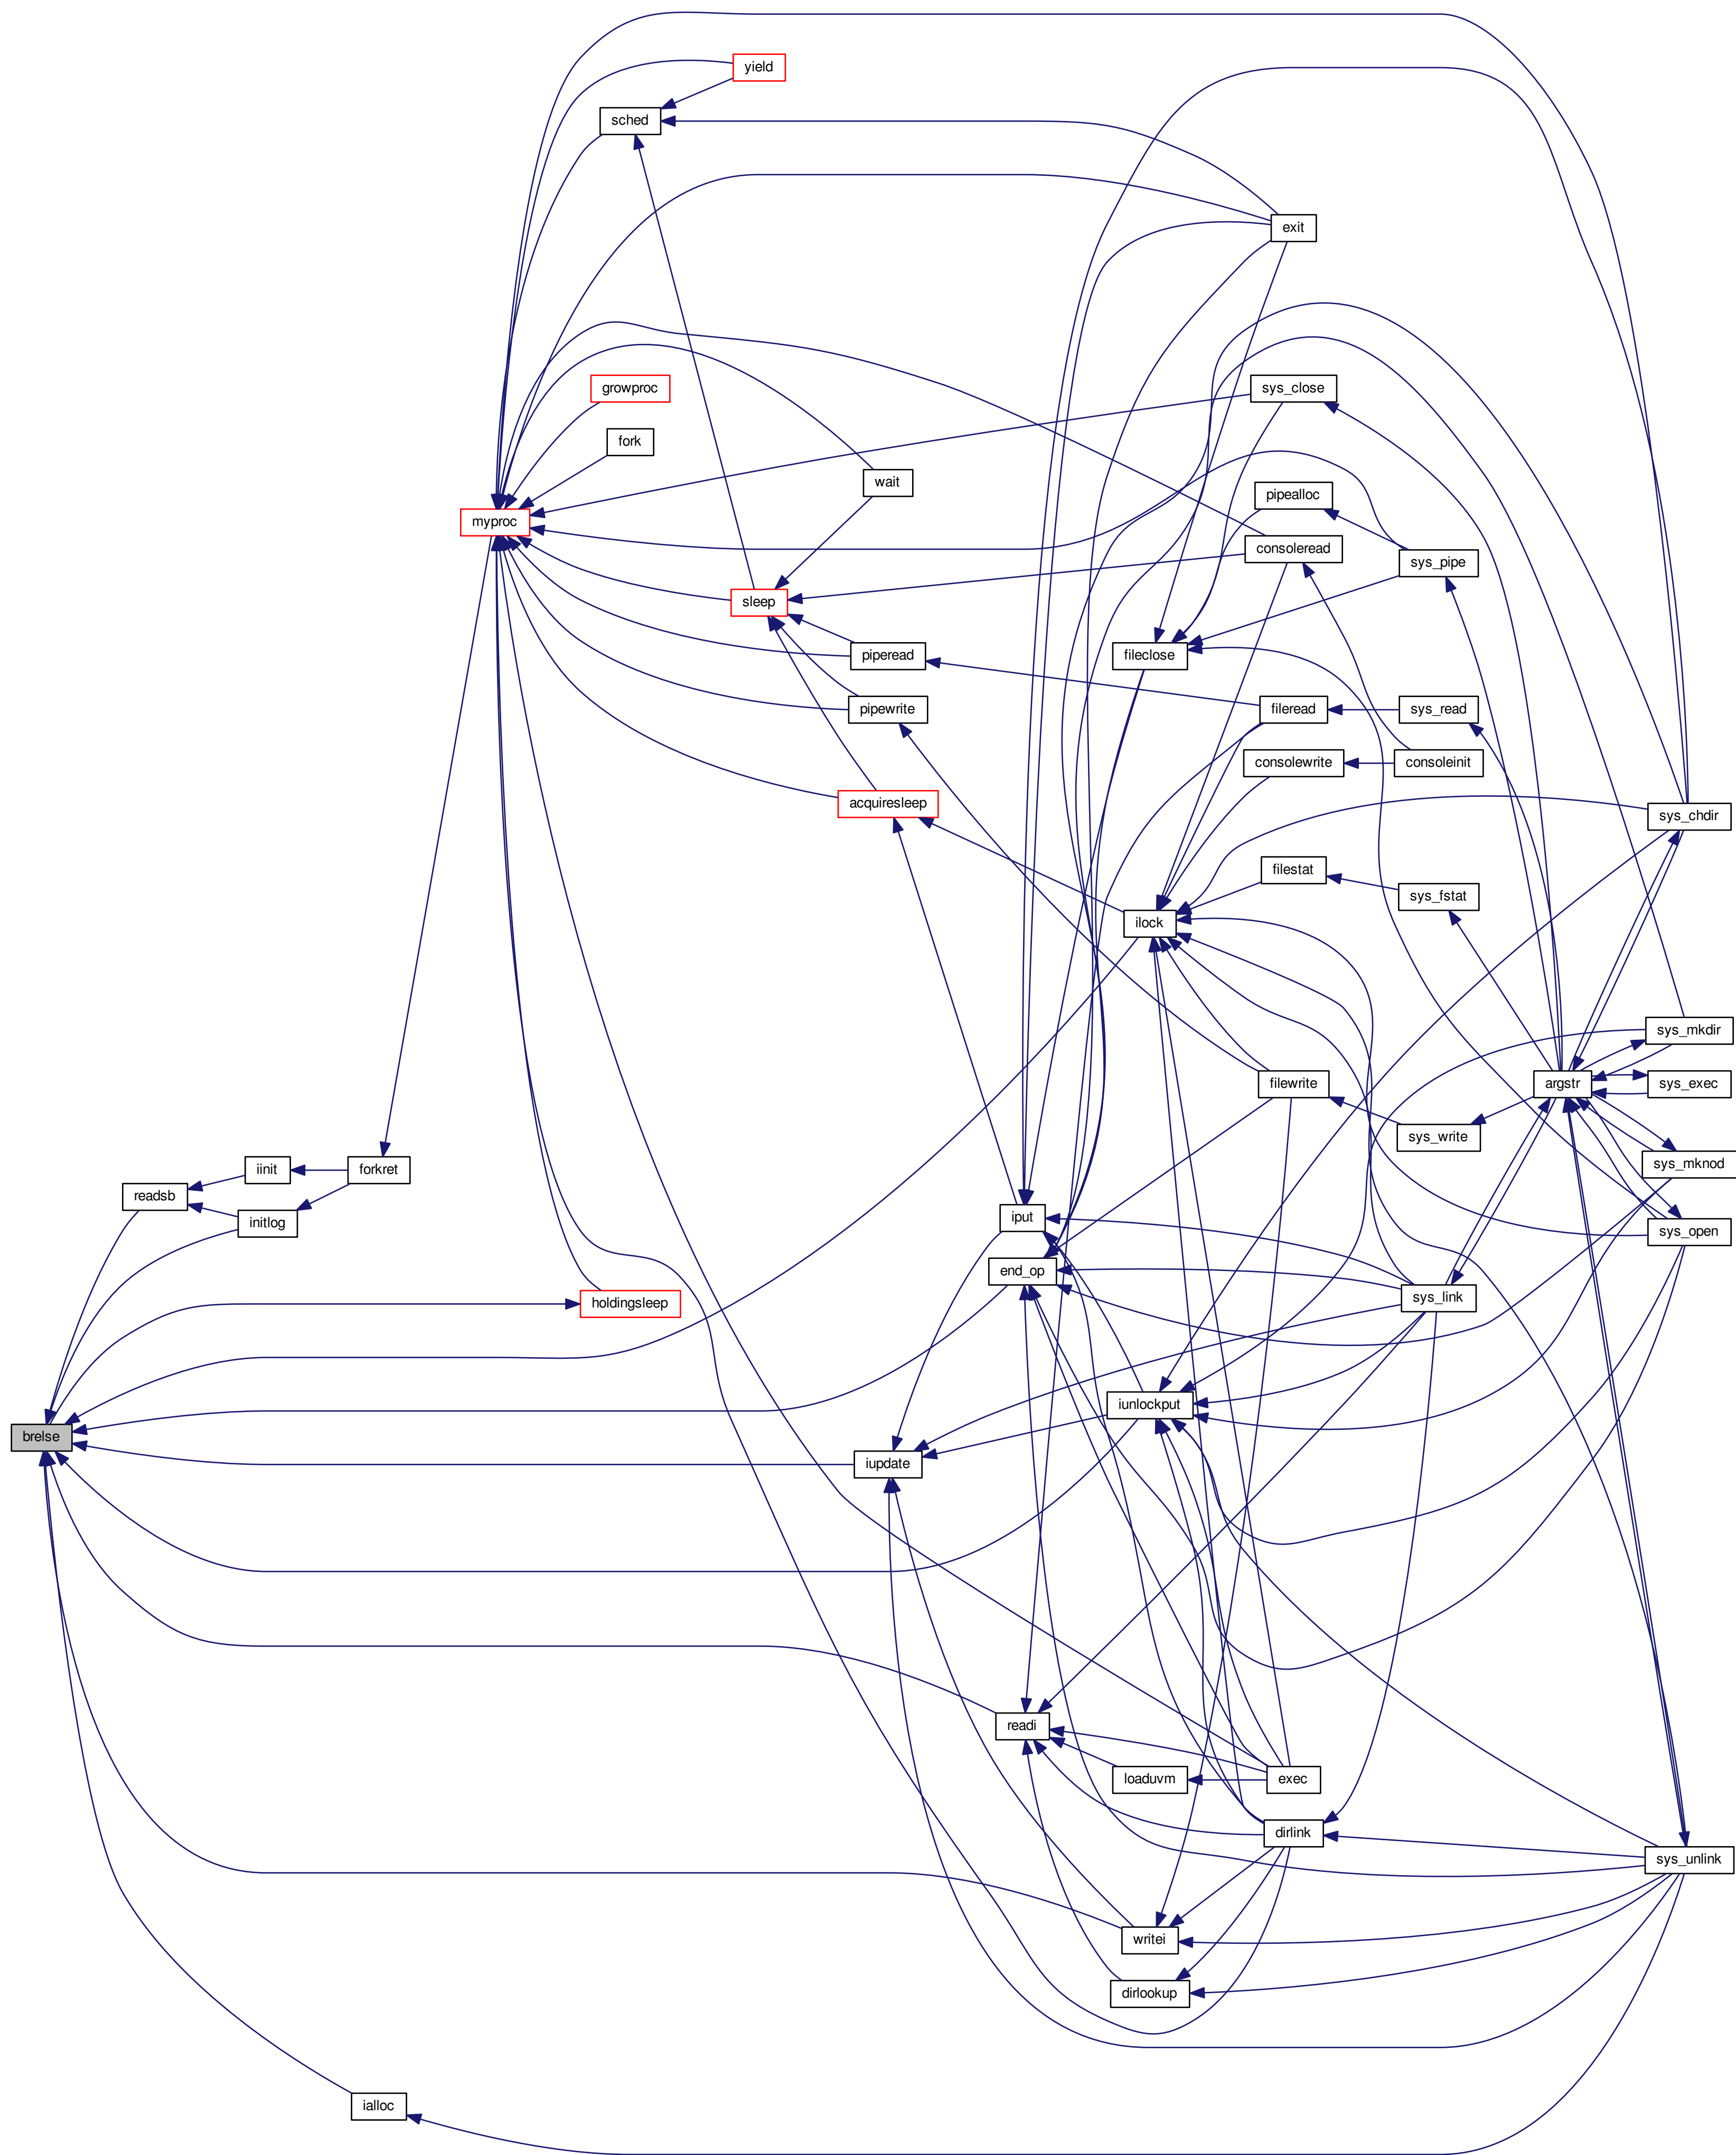 yield
sched
exit
growproc
sys_close
fork
wait
pipealloc
myproc
consoleread
sys_pipe
sleep
piperead
fileclose
pipewrite
fileread
sys_read
consolewrite
consoleinit
acquiresleep
sys_chdir
filestat
sys_fstat
ilock
sys_mkdir
filewrite
argstr
sys_exec
sys_write
iinit
forkret
sys_mknod
readsb
initlog
iput
sys_open
end_op
holdingsleep
sys_link
iunlockput
brelse
iupdate
readi
loaduvm
exec
dirlink
sys_unlink
writei
dirlookup
ialloc